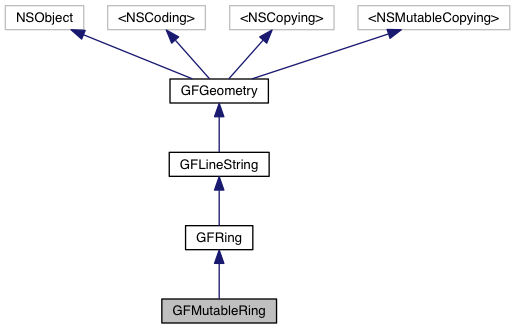 NSObject <NSCoding> <NSCopying> <NSMutableCopying>
GFGeometry
GFLineString
GFRing
GFMutableRing